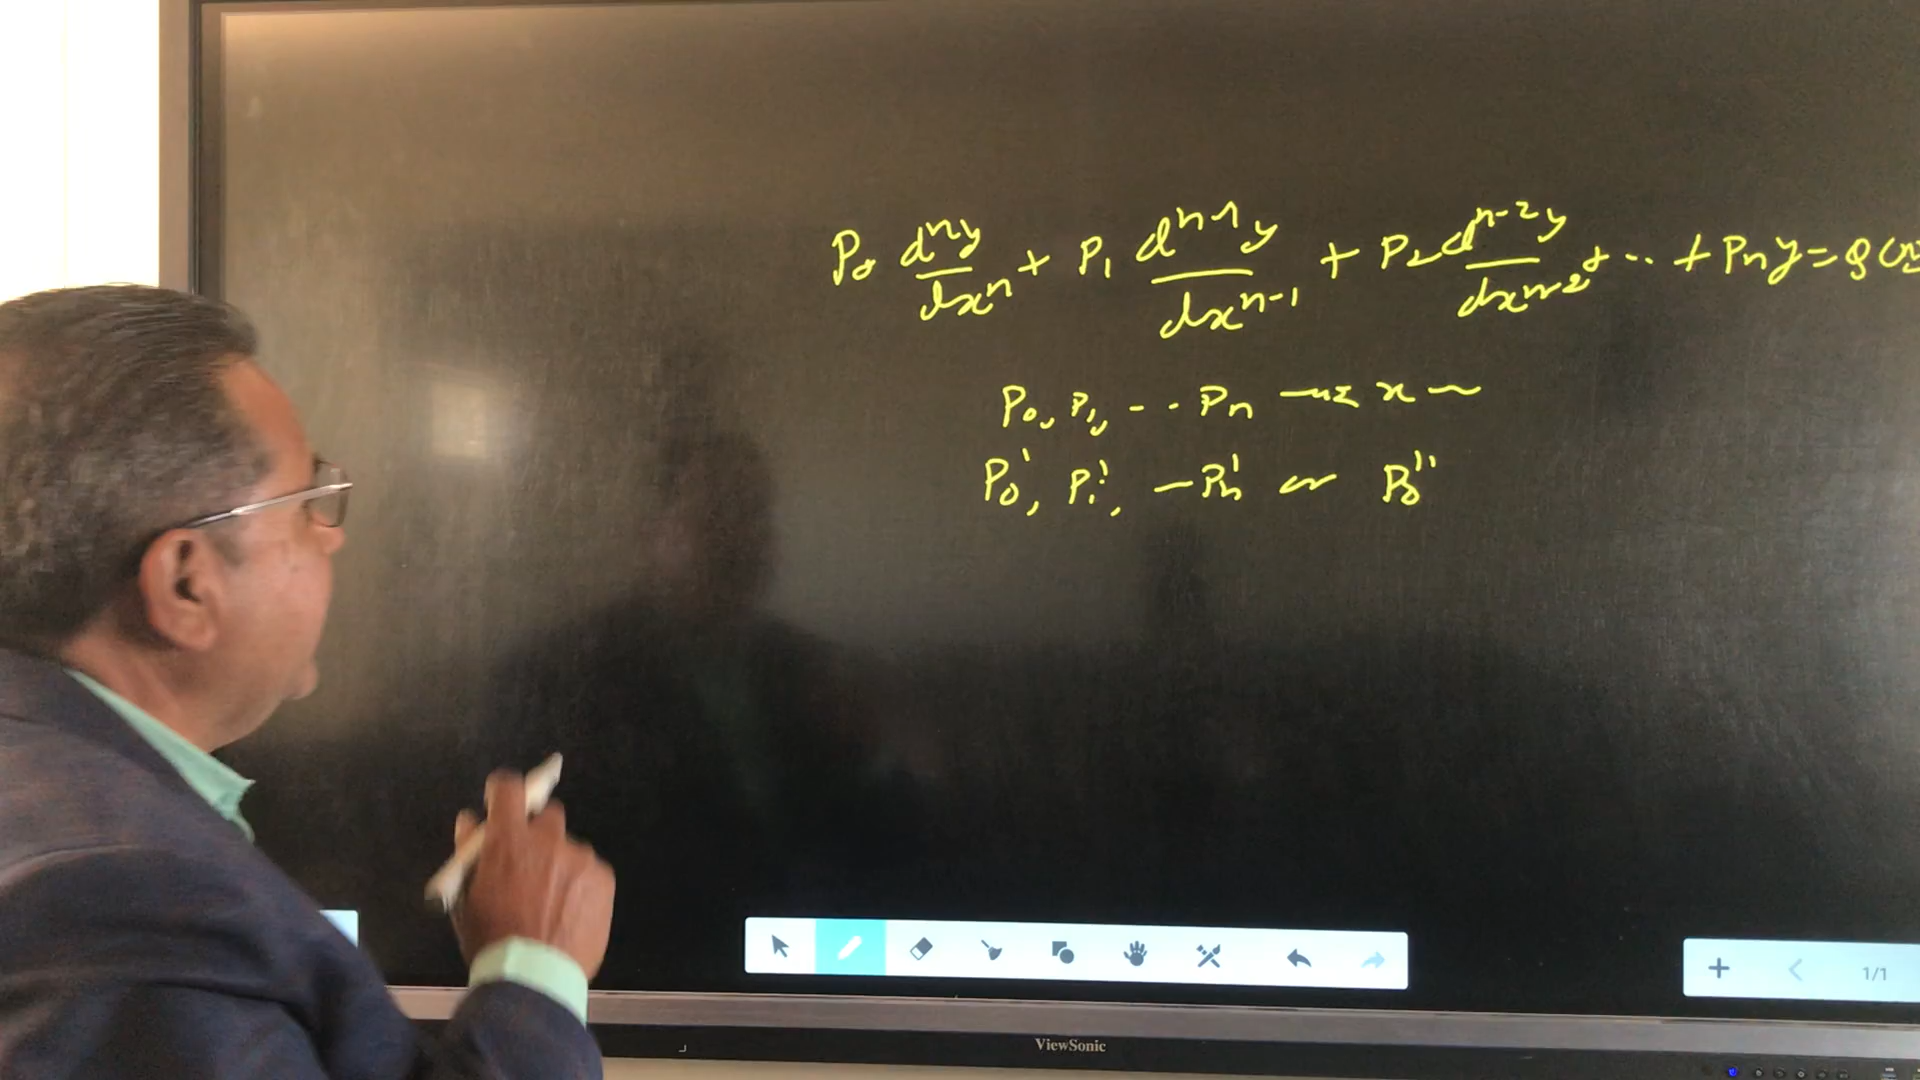 P₀ dⁿy/dxⁿ + P₁ dⁿ⁻¹y/dxⁿ⁻¹ + P₂ dⁿ⁻²y/dxⁿ⁻² + .. + Pₙy =
P₀, P₁, - .. Pₙ x
P₀', P₁', - Pₙ' P₀''
1/1
ViewSonic